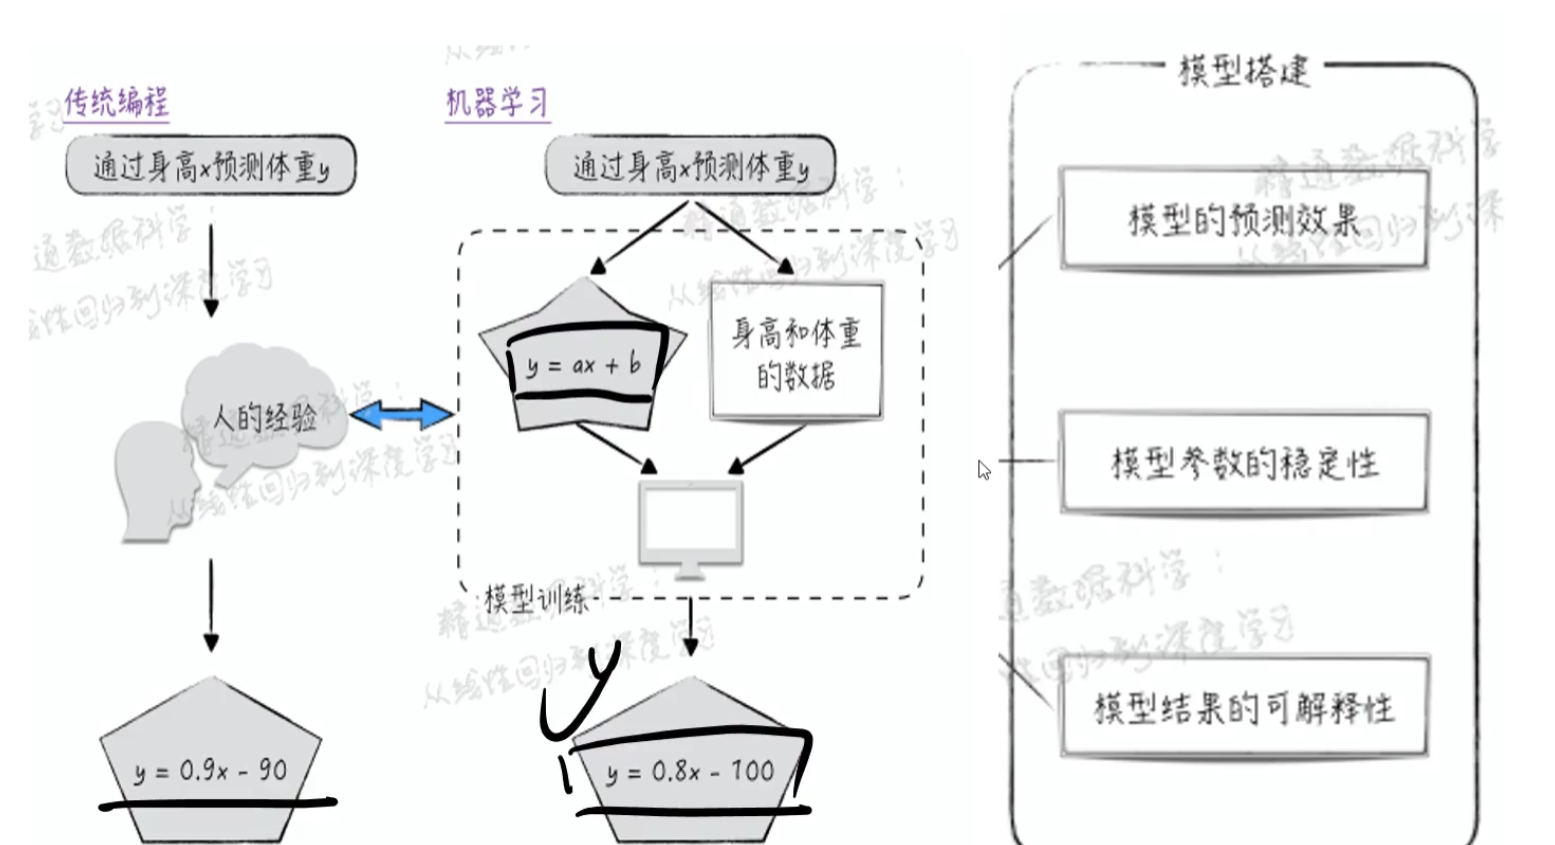 传统编程
通过身高x预测体重y
人的经验
y = 0.9x - 90
机器学习
通过身高x预测体重y
y = ax + b
身高和体重
的数据
模型训练
y
y = 0.8x - 100
模型搭建
模型的预测效果
模型参数的稳定性
模型结果的可解释性
精通数据科学：
从线性回归到深度学习